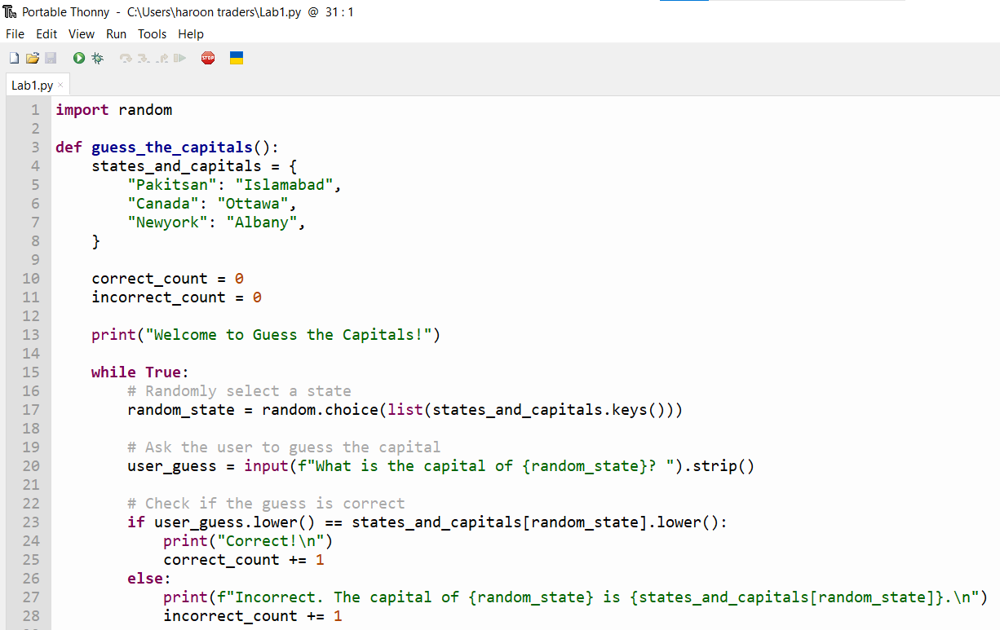 Portable Thonny - C:\Users\haroon traders\Lab1.py @ 31 : 1
File Edit View Run Tools Help
STOP
Lab1.py ×
1 import random
2
3 def guess_the_capitals():
4     states_and_capitals = {
5         "Pakitsan": "Islamabad",
6         "Canada": "Ottawa",
7         "Newyork": "Albany",
8     }
9
10     correct_count = 0
11     incorrect_count = 0
12
13     print("Welcome to Guess the Capitals!")
14
15     while True:
16         # Randomly select a state
17         random_state = random.choice(list(states_and_capitals.keys()))
18
19         # Ask the user to guess the capital
20         user_guess = input(f"What is the capital of {random_state}? ").strip()
21
22         # Check if the guess is correct
23         if user_guess.lower() == states_and_capitals[random_state].lower():
24             print("Correct!\n")
25             correct_count += 1
26         else:
27             print(f"Incorrect. The capital of {random_state} is {states_and_capitals[random_state]}.\n")
28             incorrect_count += 1